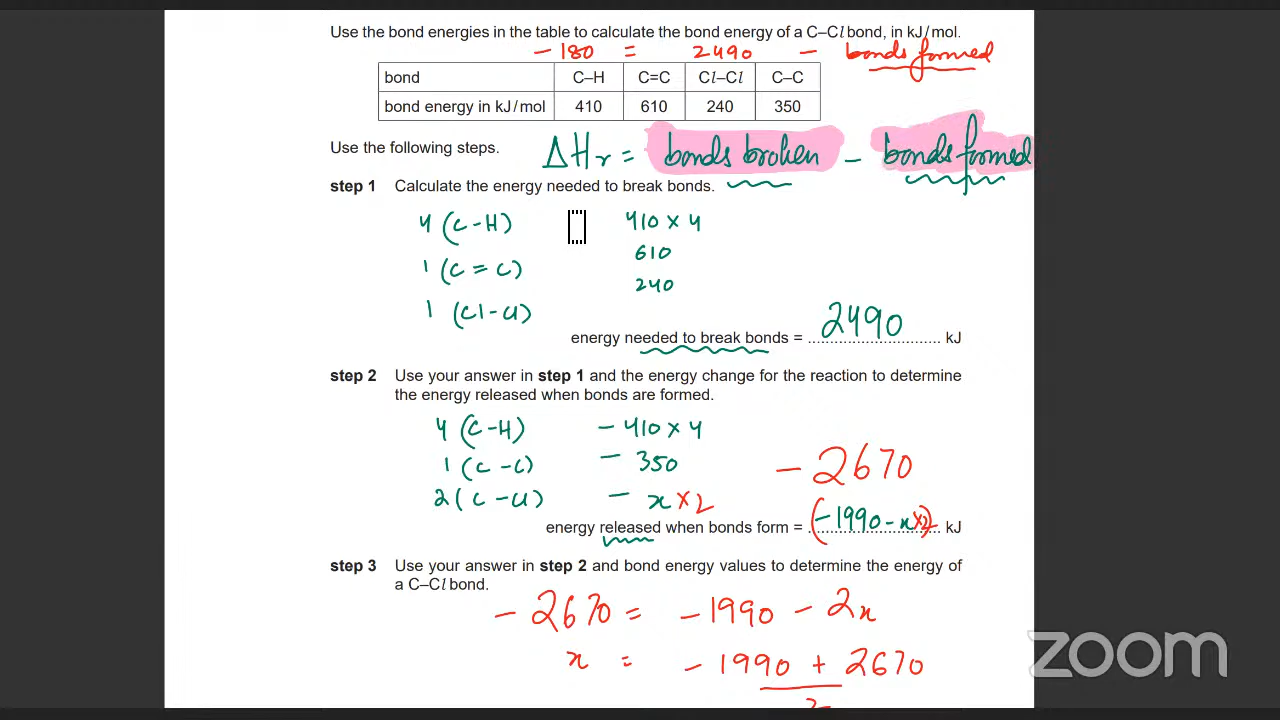 Use the bond energies in the table to calculate the bond energy of a C–Cl bond, in kJ/mol.
- 180 = 2490 - bonds formed
bond C–H C=C Cl–Cl C–C
bond energy in kJ/mol 410 610 240 350
Use the following steps. ΔHr = bonds broken - bonds formed
step 1 Calculate the energy needed to break bonds.
4 (C-H) 410 x 4
610
1 (C = C)
240
1 (Cl-Cl)
energy needed to break bonds = 2490 kJ
step 2 Use your answer in step 1 and the energy change for the reaction to determine
the energy released when bonds are formed.
4 (C-H) - 410 x 4
1 (C-C) - 350 - 2670
2 (C-Cl) - x x 2
energy released when bonds form = (-1990 - x x2) kJ
step 3 Use your answer in step 2 and bond energy values to determine the energy of
a C–Cl bond.
- 2670 = - 1990 - 2x
x = - 1990 + 2670
2
zoom